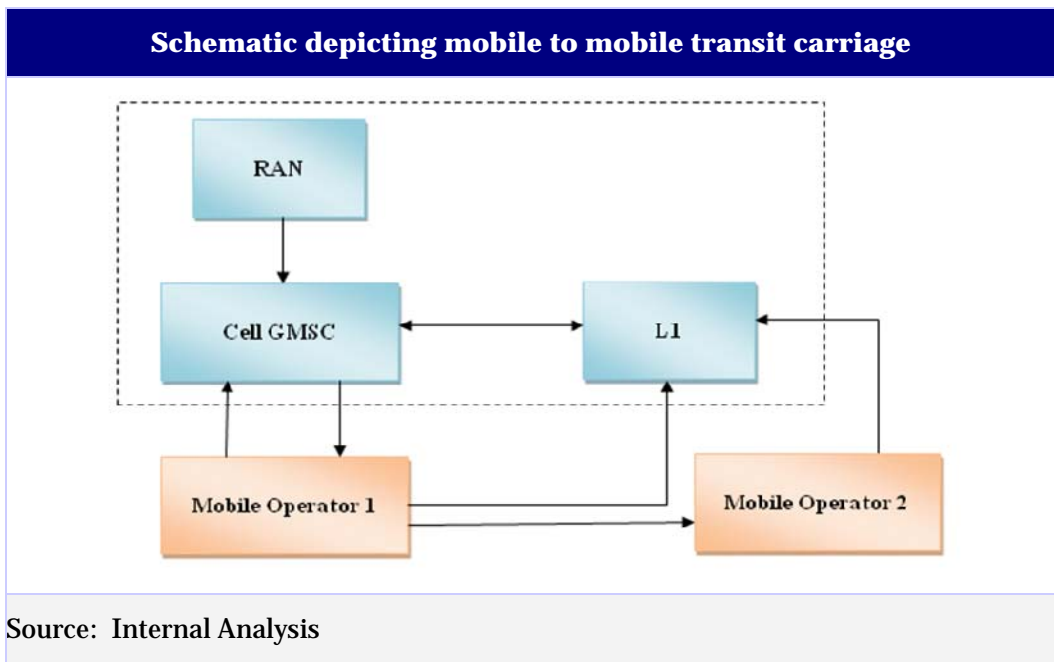 Schematic depicting mobile to mobile transit carriage
RAN
Cell GMSC
L1
Mobile Operator 1
Mobile Operator 2
Source: Internal Analysis